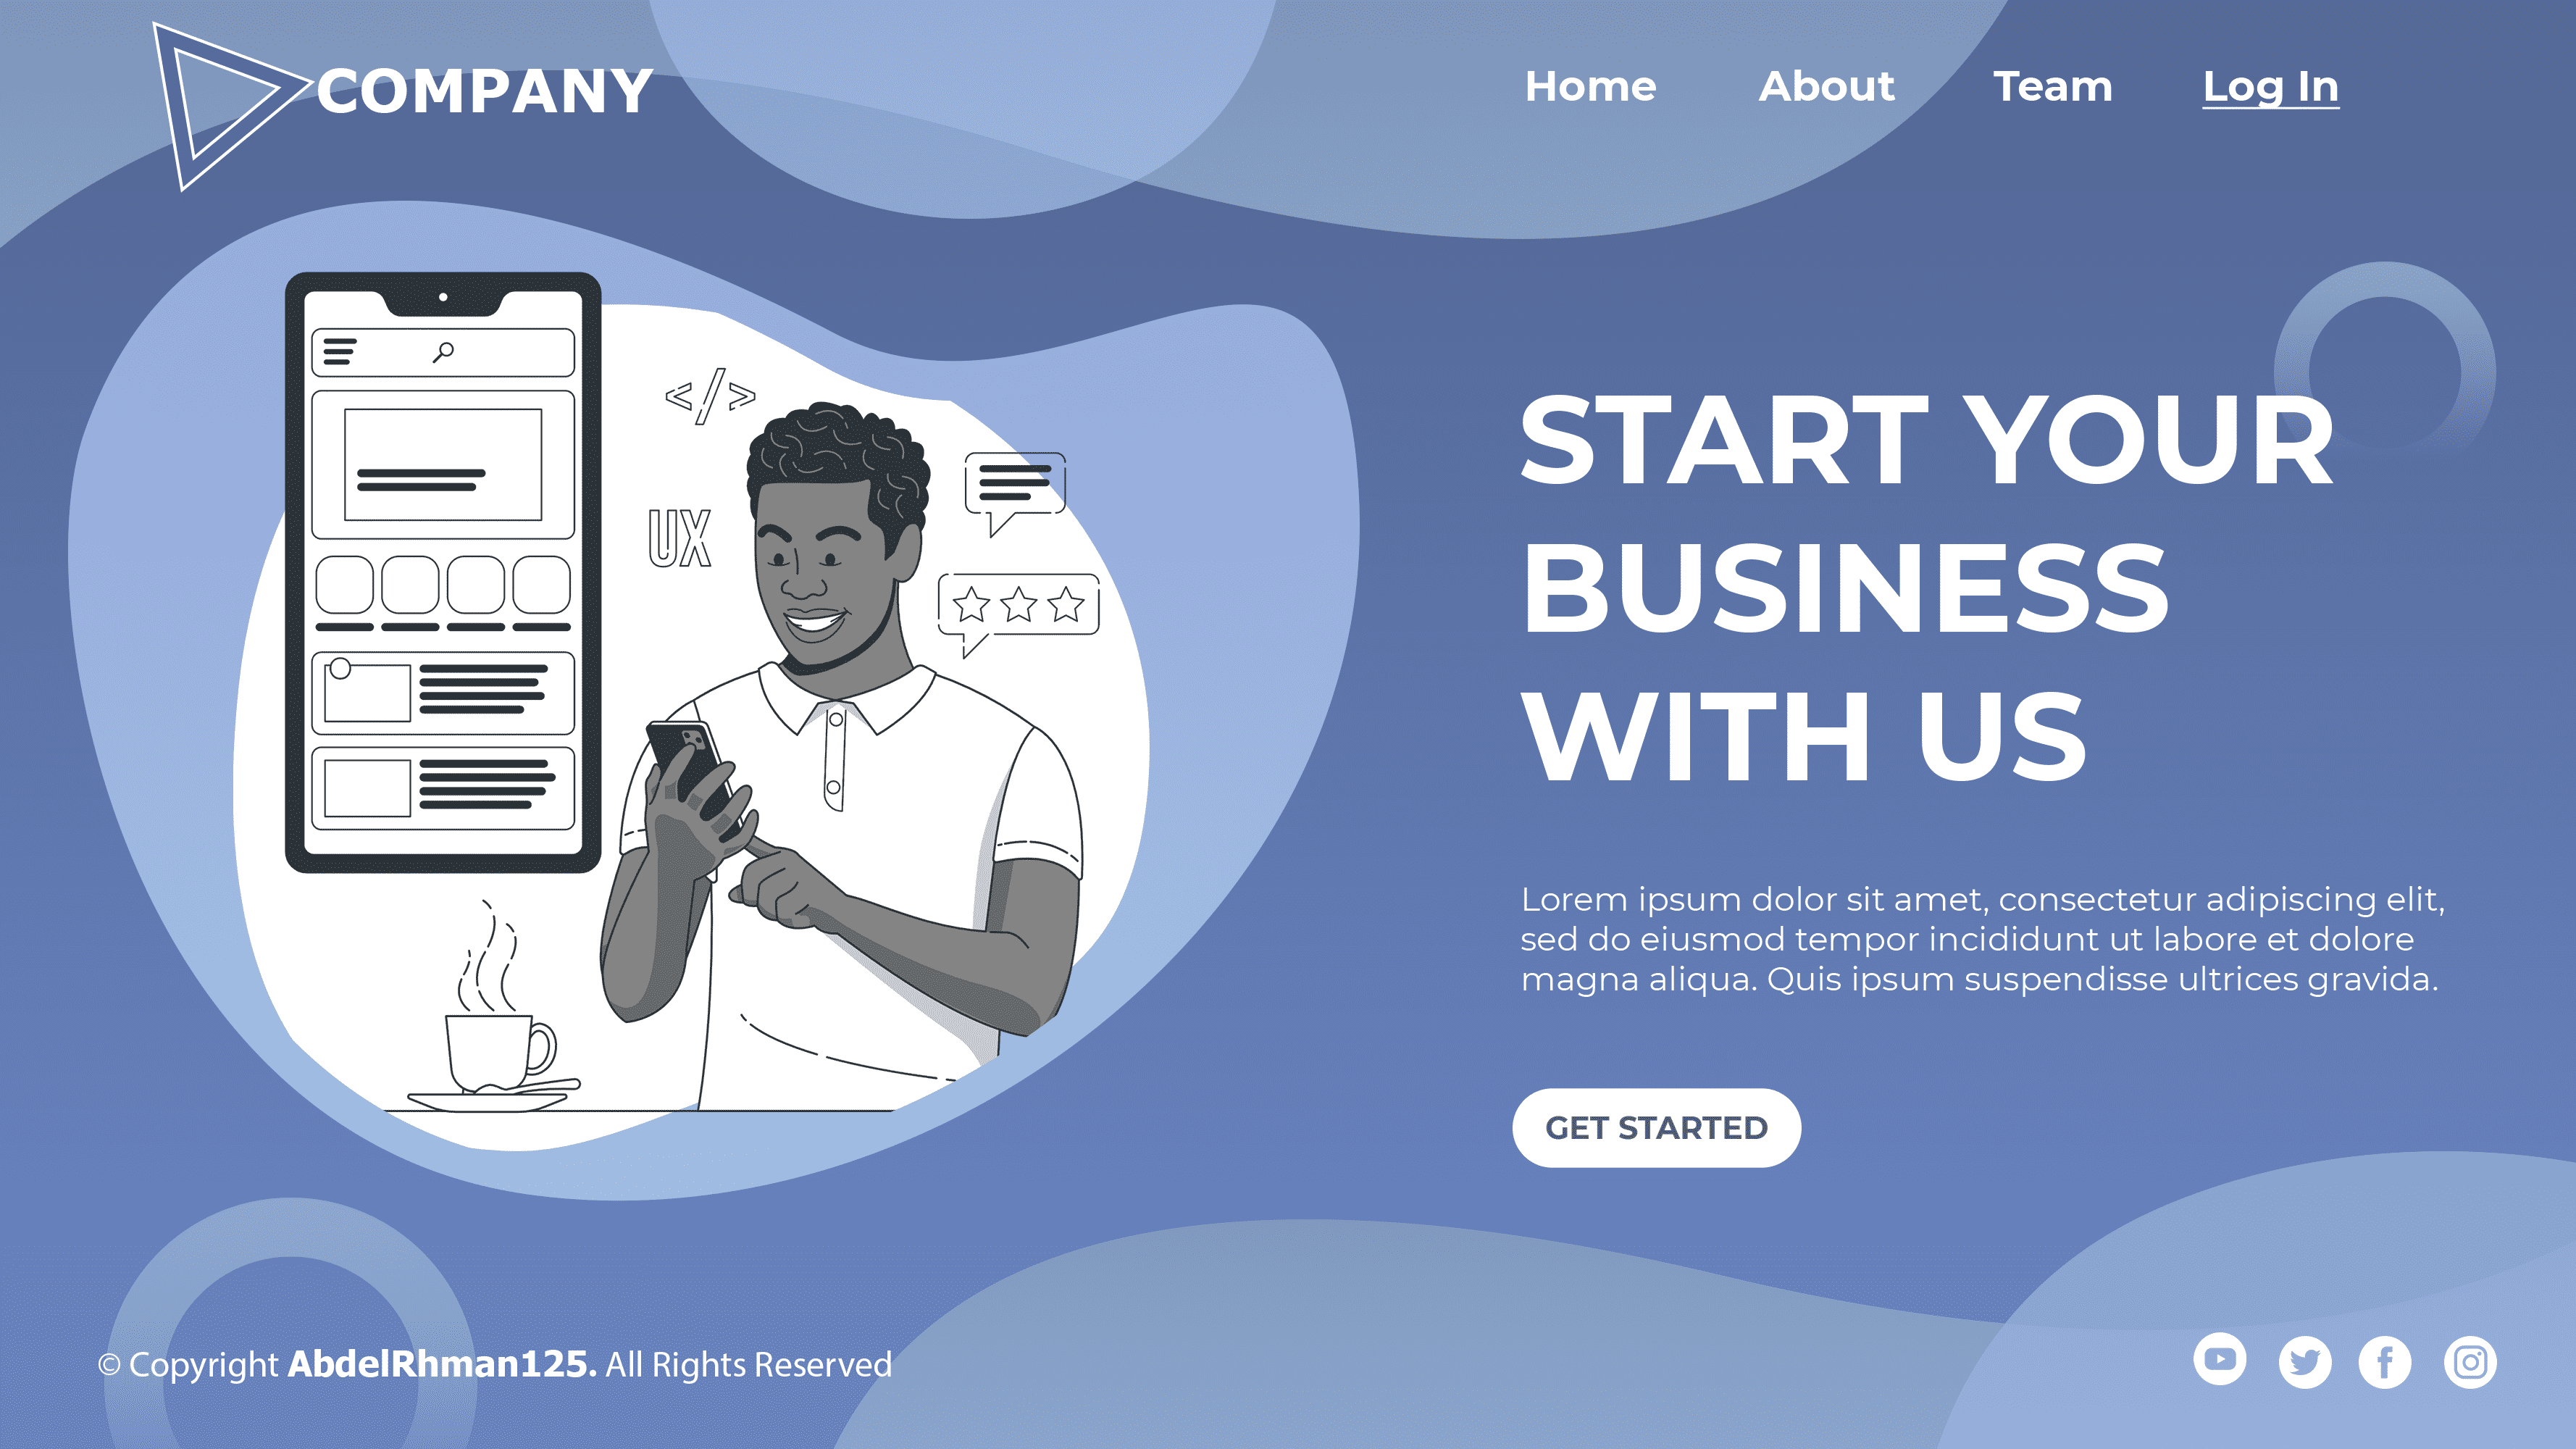 COMPANY
Home About Team Log In
</>
UX
START YOUR
BUSINESS
WITH US
Lorem ipsum dolor sit amet, consectetur adipiscing elit,
sed do eiusmod tempor incididunt ut labore et dolore
magna aliqua. Quis ipsum suspendisse ultrices gravida.
GET STARTED
© Copyright AbdelRhman125. All Rights Reserved